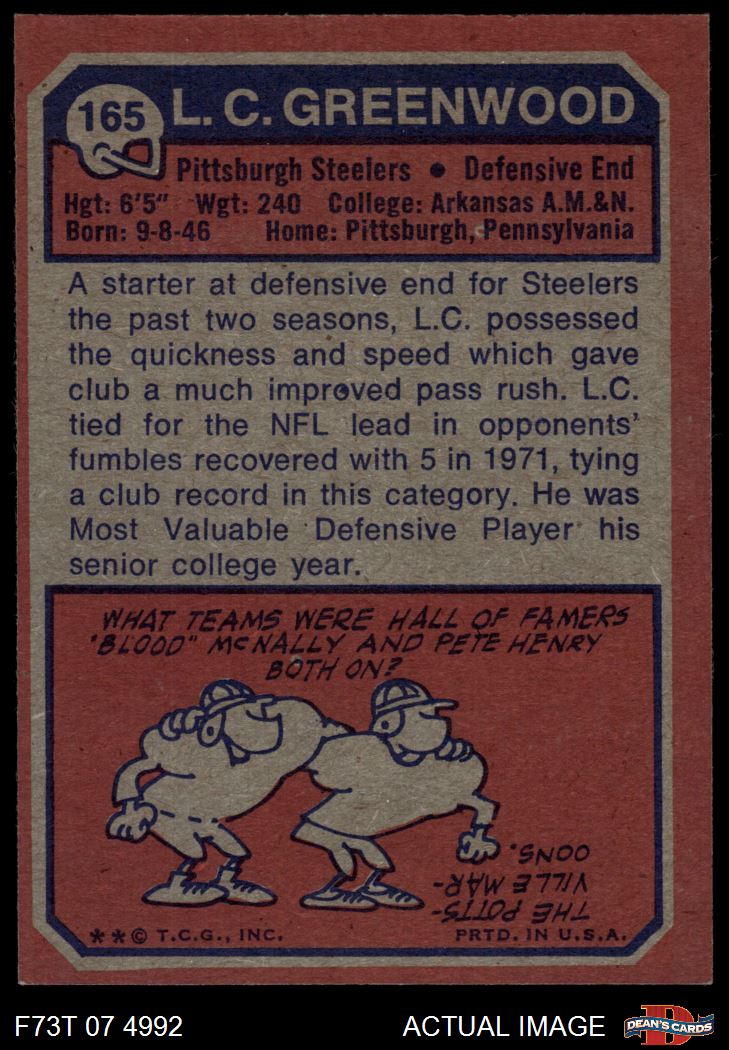 165
L. C. GREENWOOD
Pittsburgh Steelers • Defensive End
Hgt: 6'5" Wgt: 240 College: Arkansas A.M.&N.
Born: 9-8-46 Home: Pittsburgh, Pennsylvania
A starter at defensive end for Steelers
the past two seasons, L.C. possessed
the quickness and speed which gave
club a much improved pass rush. L.C.
tied for the NFL lead in opponents'
fumbles recovered with 5 in 1971, tying
a club record in this category. He was
Most Valuable Defensive Player his
senior college year.
WHAT TEAMS WERE HALL OF FAMERS
"BLOOD" McNALLY AND PETE HENRY
BOTH ON?
THE POTTS-
VILLE MAR-
OONS.
**© T.C.G., INC.
PRTD. IN U.S.A.
F73T 07 4992
ACTUAL IMAGE
D
DEAN'S CARDS